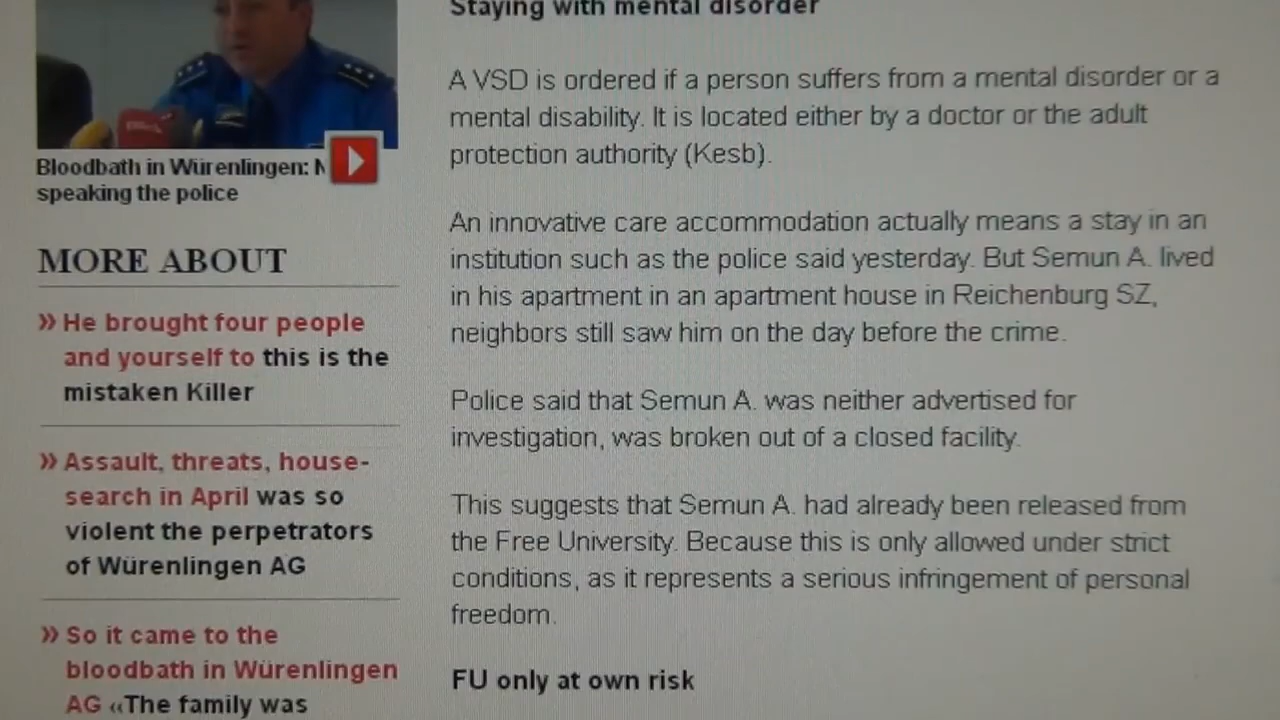 Staying with mental disorder
A VSD is ordered if a person suffers from a mental disorder or a
mental disability. It is located either by a doctor or the adult
protection authority (Kesb).
An innovative care accommodation actually means a stay in an
institution such as the police said yesterday. But Semun A. lived
in his apartment in an apartment house in Reichenburg SZ,
neighbors still saw him on the day before the crime.
Police said that Semun A. was neither advertised for
investigation, was broken out of a closed facility.
This suggests that Semun A. had already been released from
the Free University. Because this is only allowed under strict
conditions, as it represents a serious infringement of personal
freedom.
FU only at own risk
Bloodbath in Würenlingen: N
speaking the police
MORE ABOUT
» He brought four people
and yourself to this is the
mistaken Killer
» Assault, threats, house-
search in April was so
violent the perpetrators
of Würenlingen AG
» So it came to the
bloodbath in Würenlingen
AG «The family was